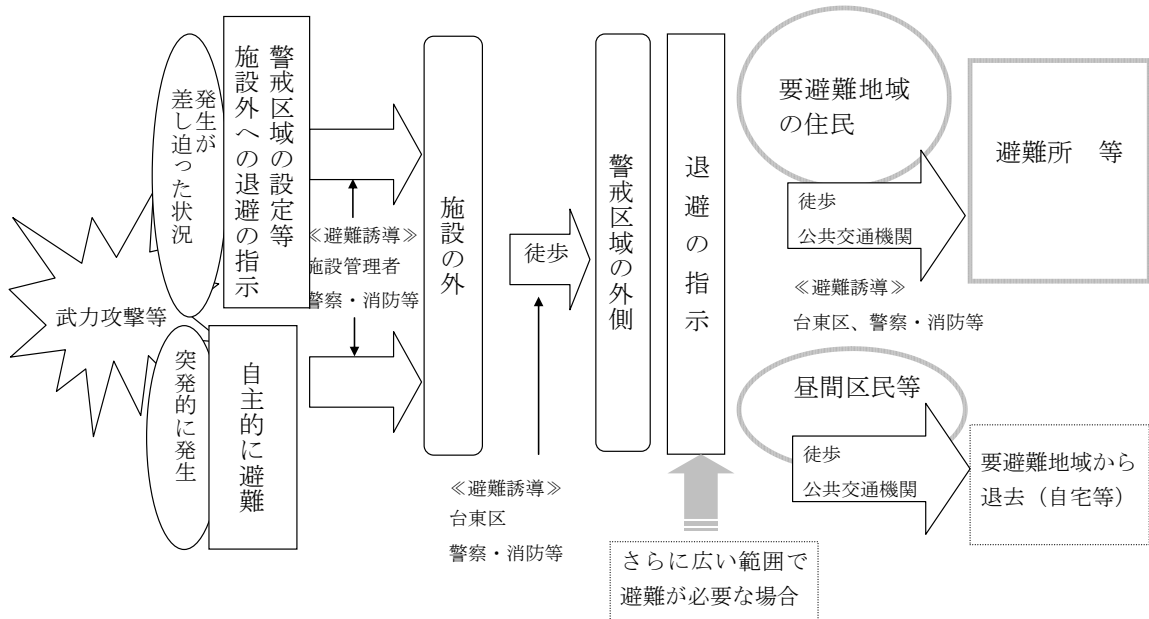 武力攻撃等
発生が
差し迫った状況
警戒区域の設定等
施設外への退避の指示
突発的に発生
自主的に避難
≪避難誘導≫
施設管理者
警察・消防等
施設の外
徒歩
≪避難誘導≫
台東区
警察・消防等
警戒区域の外側
退避の指示
さらに広い範囲で
避難が必要な場合
要避難地域
の住民
徒歩
公共交通機関
≪避難誘導≫
台東区、警察・消防等
避難所　等
昼間区民等
徒歩
公共交通機関
要避難地域から
退去（自宅等）